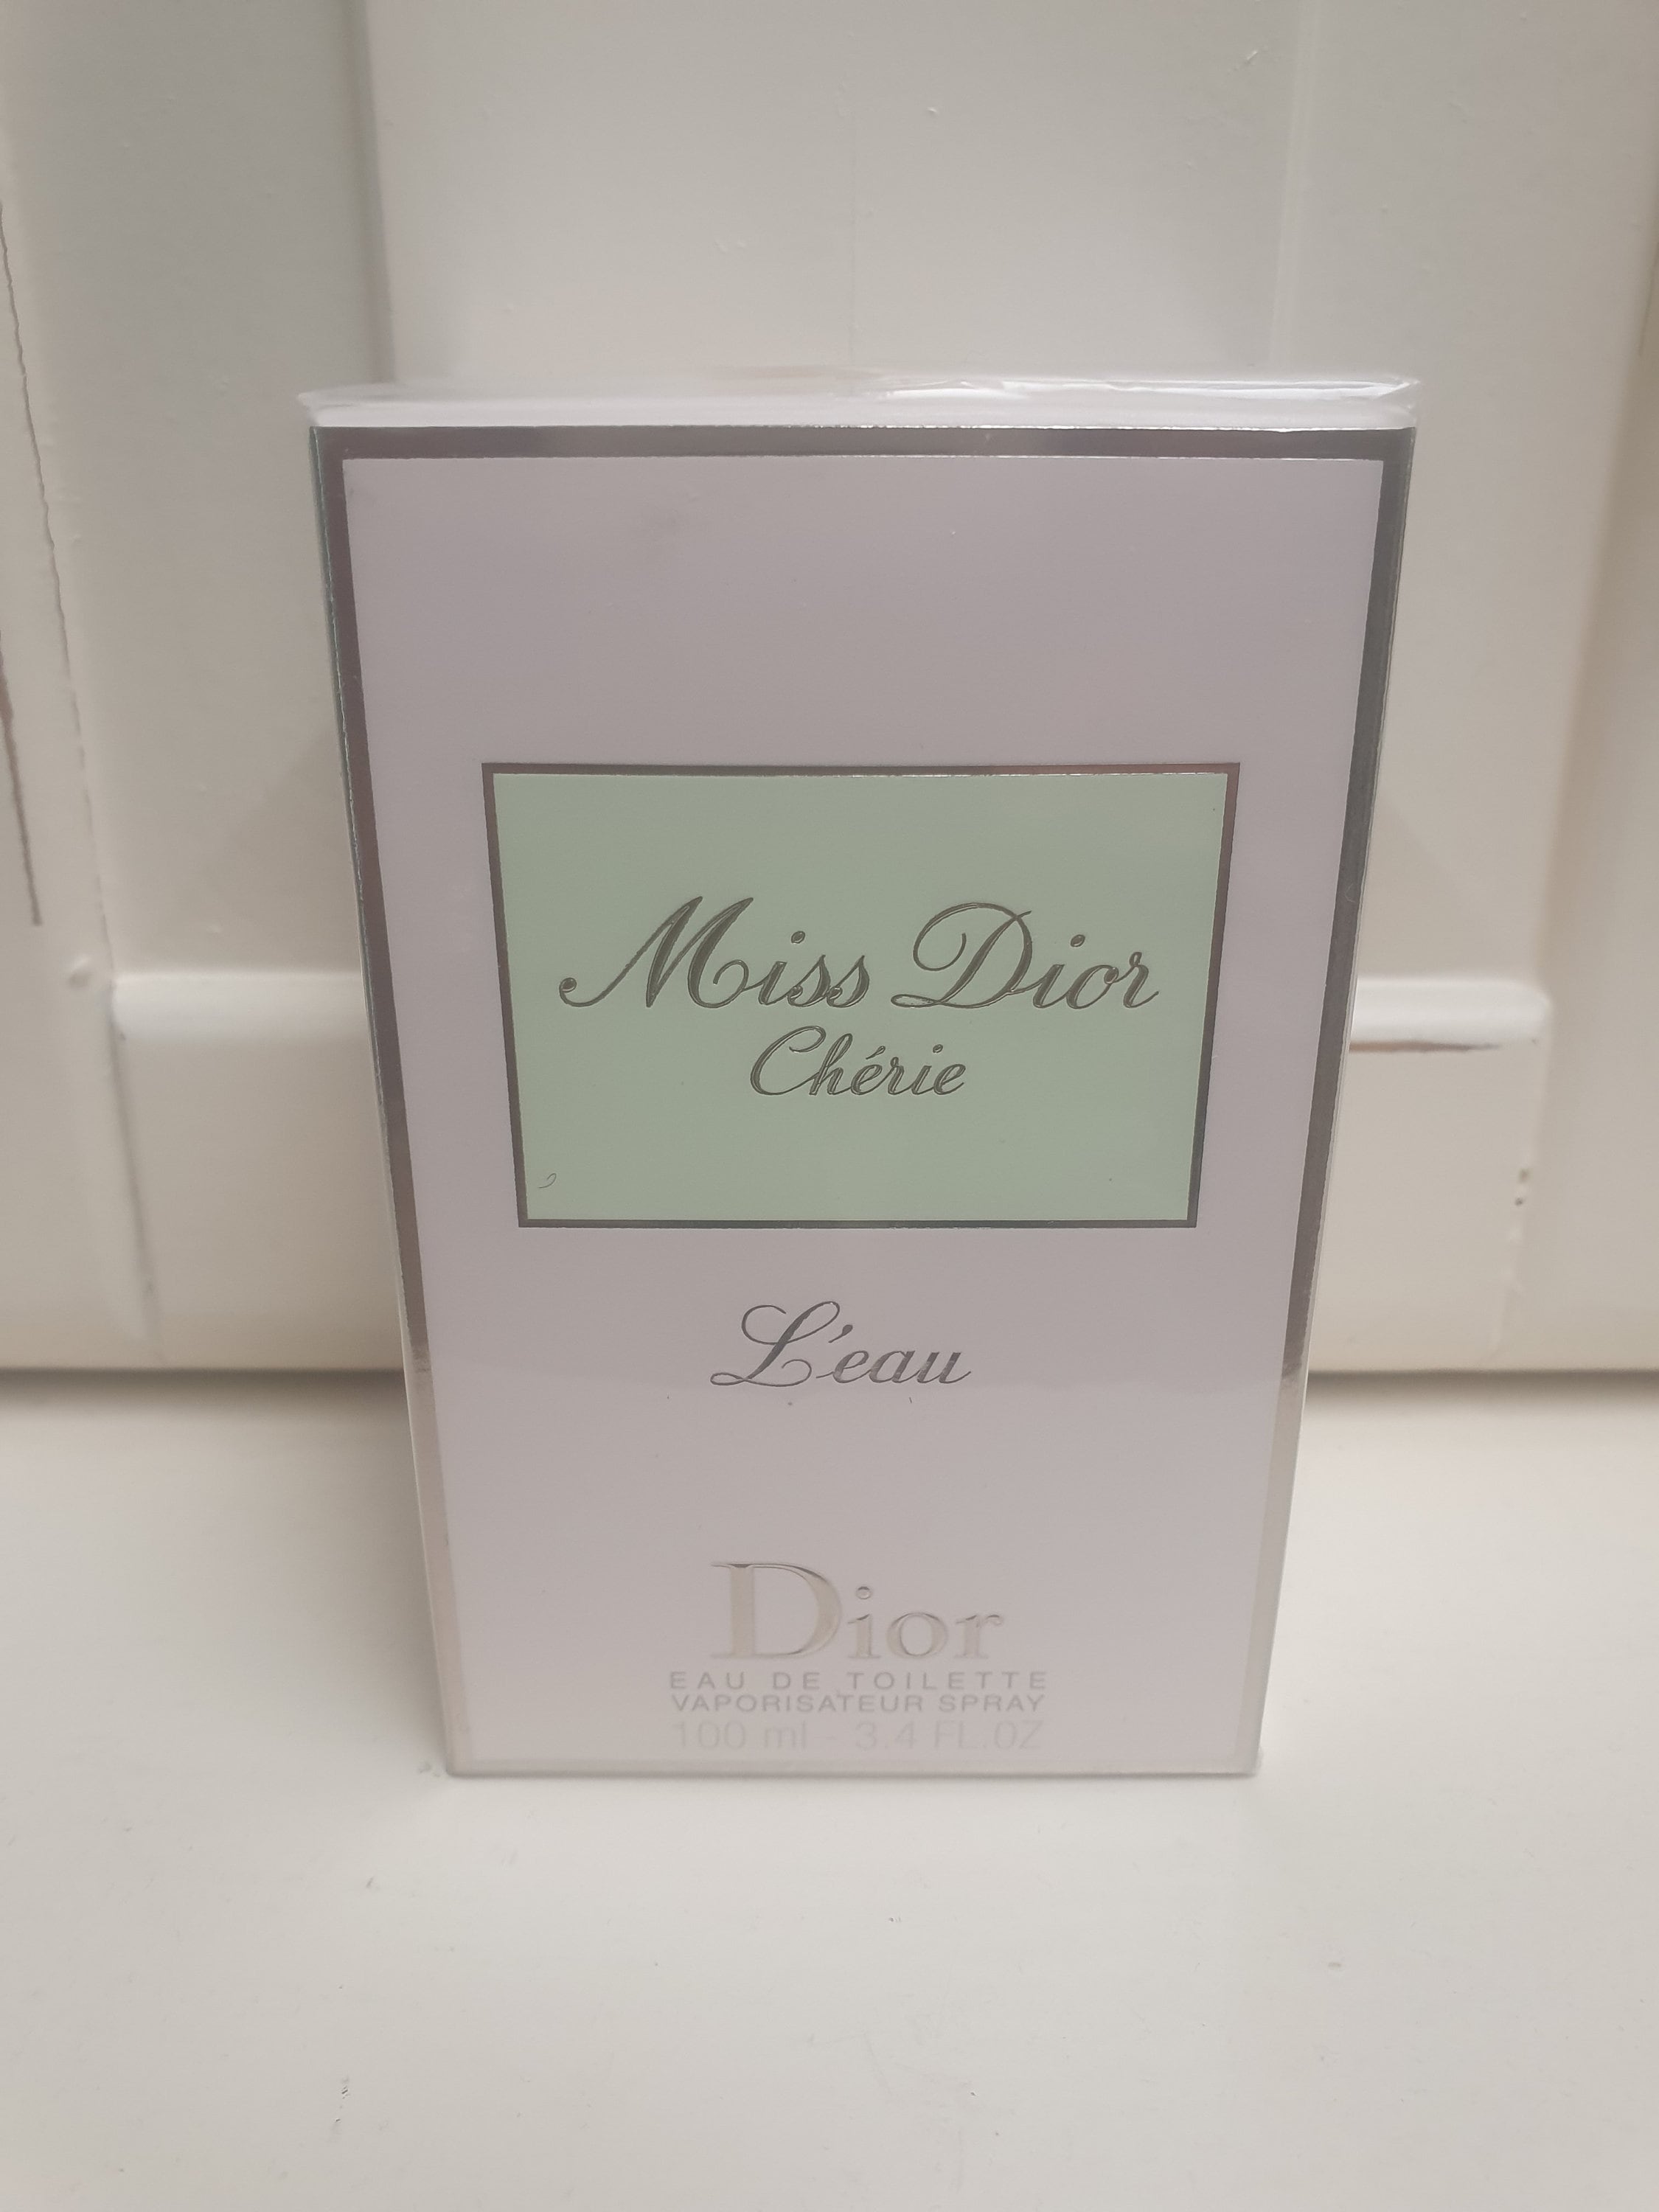 Miss Dior
Chérie
L'eau
Dior
EAU DE TOILETTE
VAPORISATEUR SPRAY
100 ml - 3.4 FL.OZ